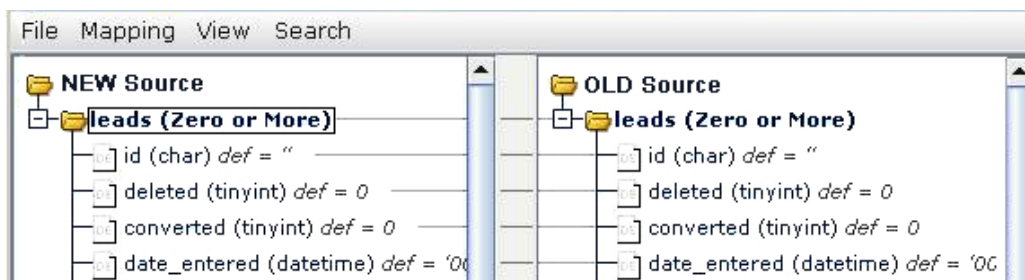 File Mapping View Search
NEW Source
leads (Zero or More)
id (char) def = ''
deleted (tinyint) def = 0
converted (tinyint) def = 0
date_entered (datetime) def = '00
OLD Source
leads (Zero or More)
id (char) def = ''
deleted (tinyint) def = 0
converted (tinyint) def = 0
date_entered (datetime) def = '00